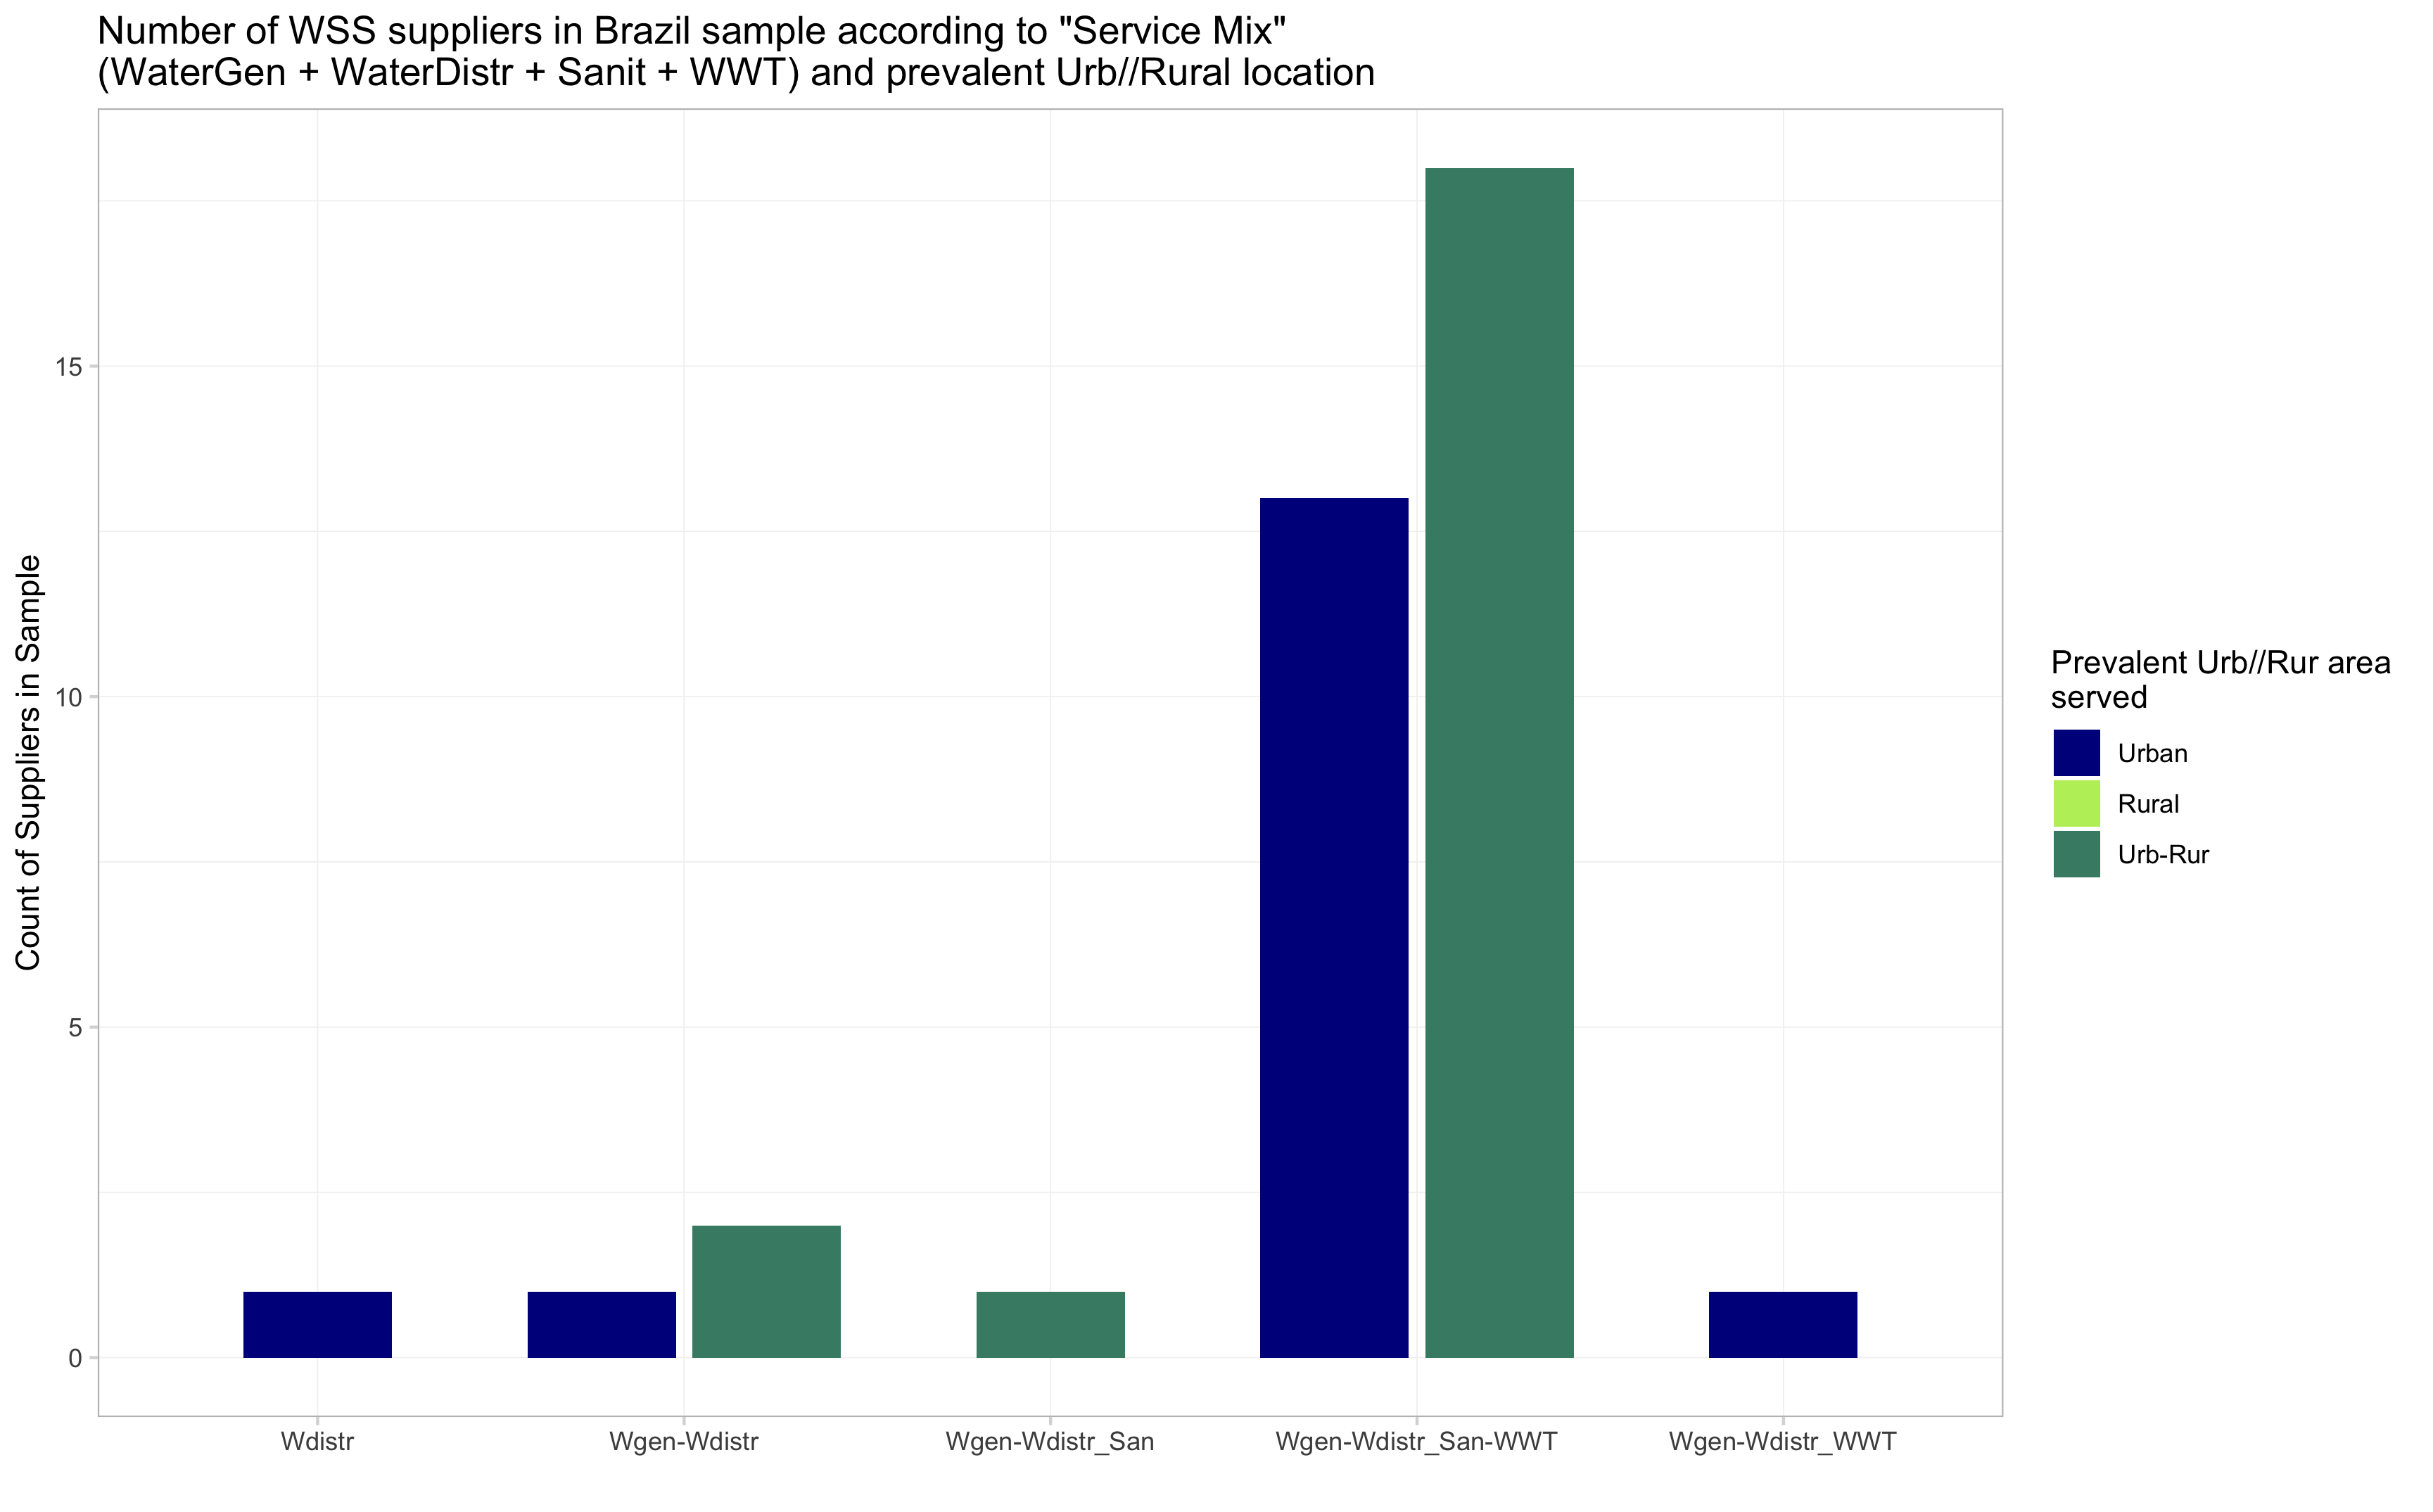 Number of WSS suppliers in Brazil sample according to "Service Mix"
(WaterGen + WaterDistr + Sanit + WWT) and prevalent Urb//Rural location
Count of Suppliers in Sample
15
10
5
0
Wdistr
Wgen-Wdistr
Wgen-Wdistr_San
Wgen-Wdistr_San-WWT
Wgen-Wdistr_WWT
Prevalent Urb//Rur area
served
Urban
Rural
Urb-Rur